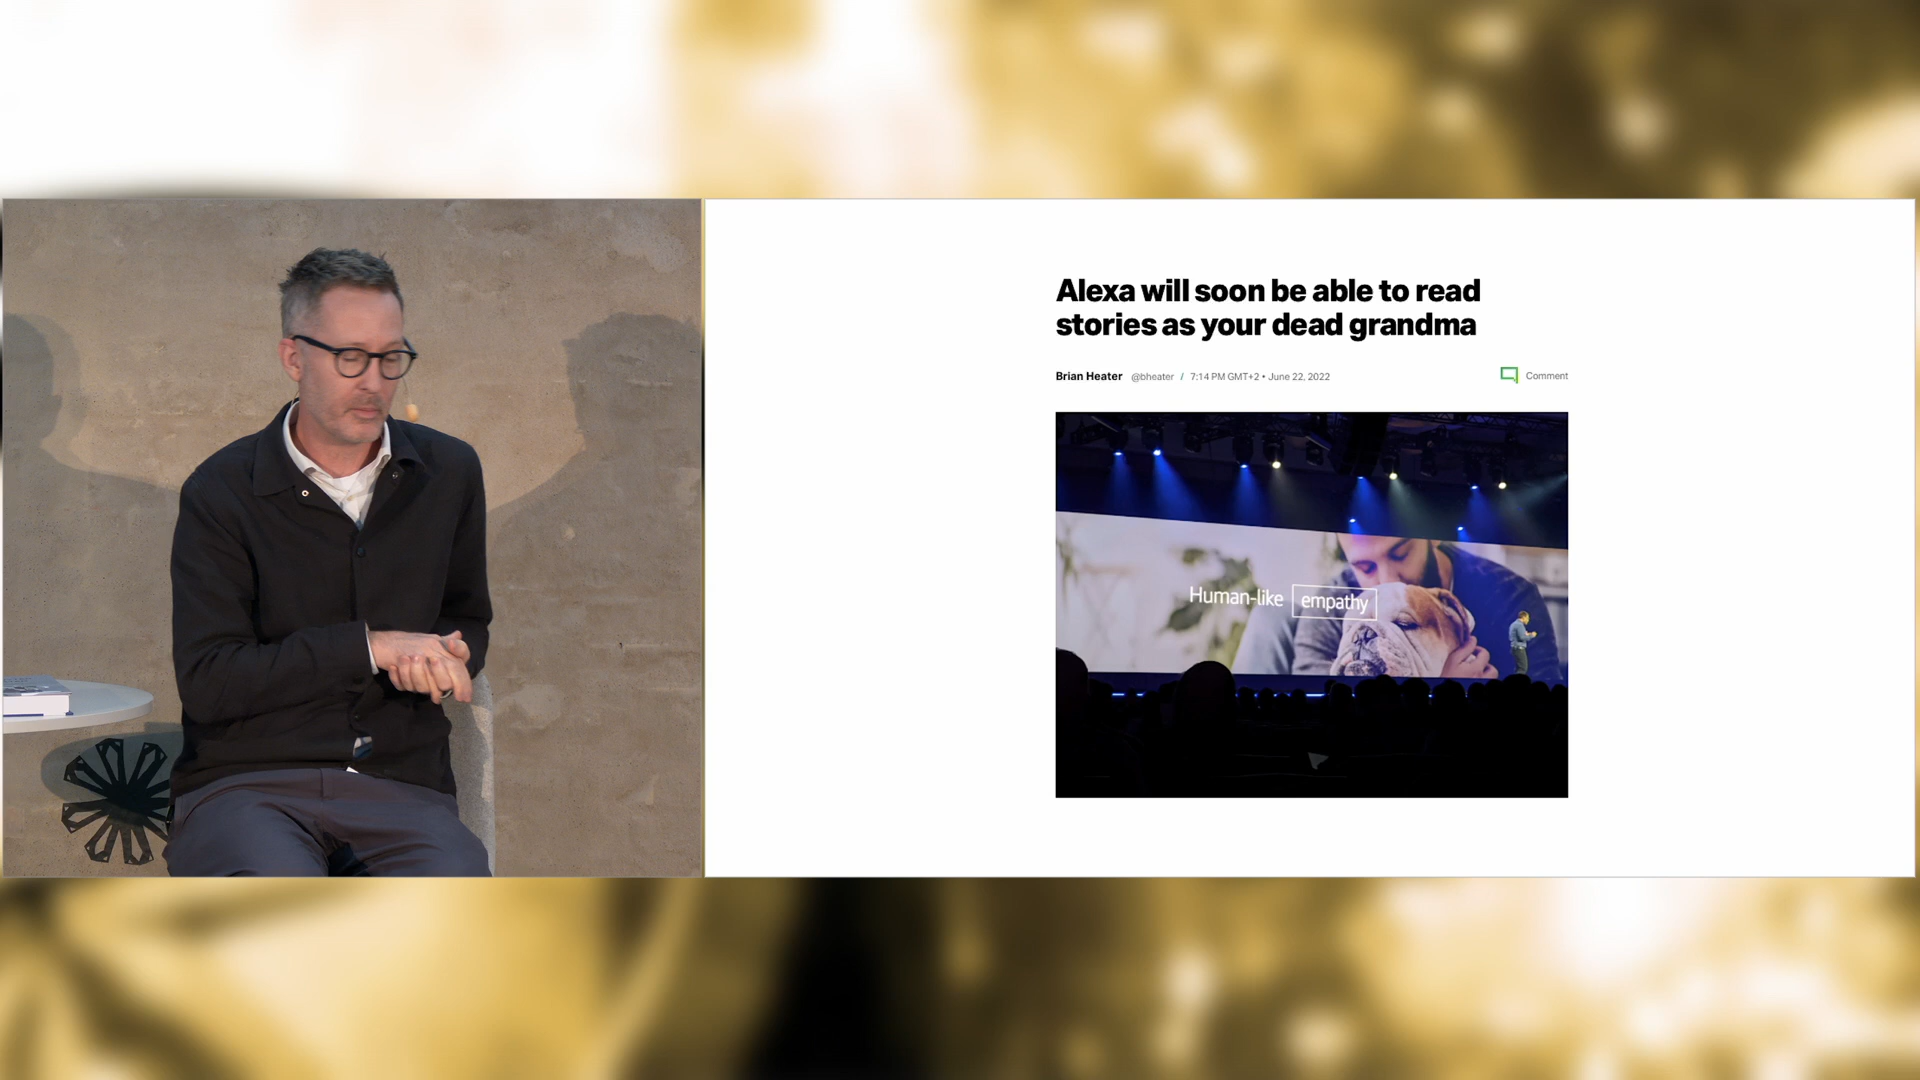 Alexa will soon be able to read
stories as your dead grandma
Brian Heater @bheater / 7:14 PM GMT+2 • June 22, 2022
Comment
Human-like empathy